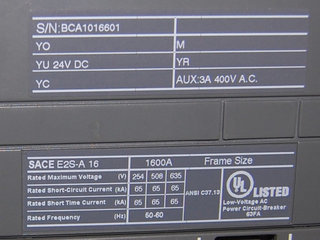 S/N:BCA1016601
YO M
YU 24V DC YR
YC AUX:3A 400V A.C.
SACE E2S-A 16 1600A Frame Size
Rated Maximum Voltage (V) 254 508 635
Rated Short-Circuit Current (kA) 65 65 65
Rated Short Time Current (kA) 65 65 65
Rated Frequency (Hz) 50-60
ANSI C37.13
UL LISTED
Low-Voltage AC
Power Circuit-Breaker
63FA